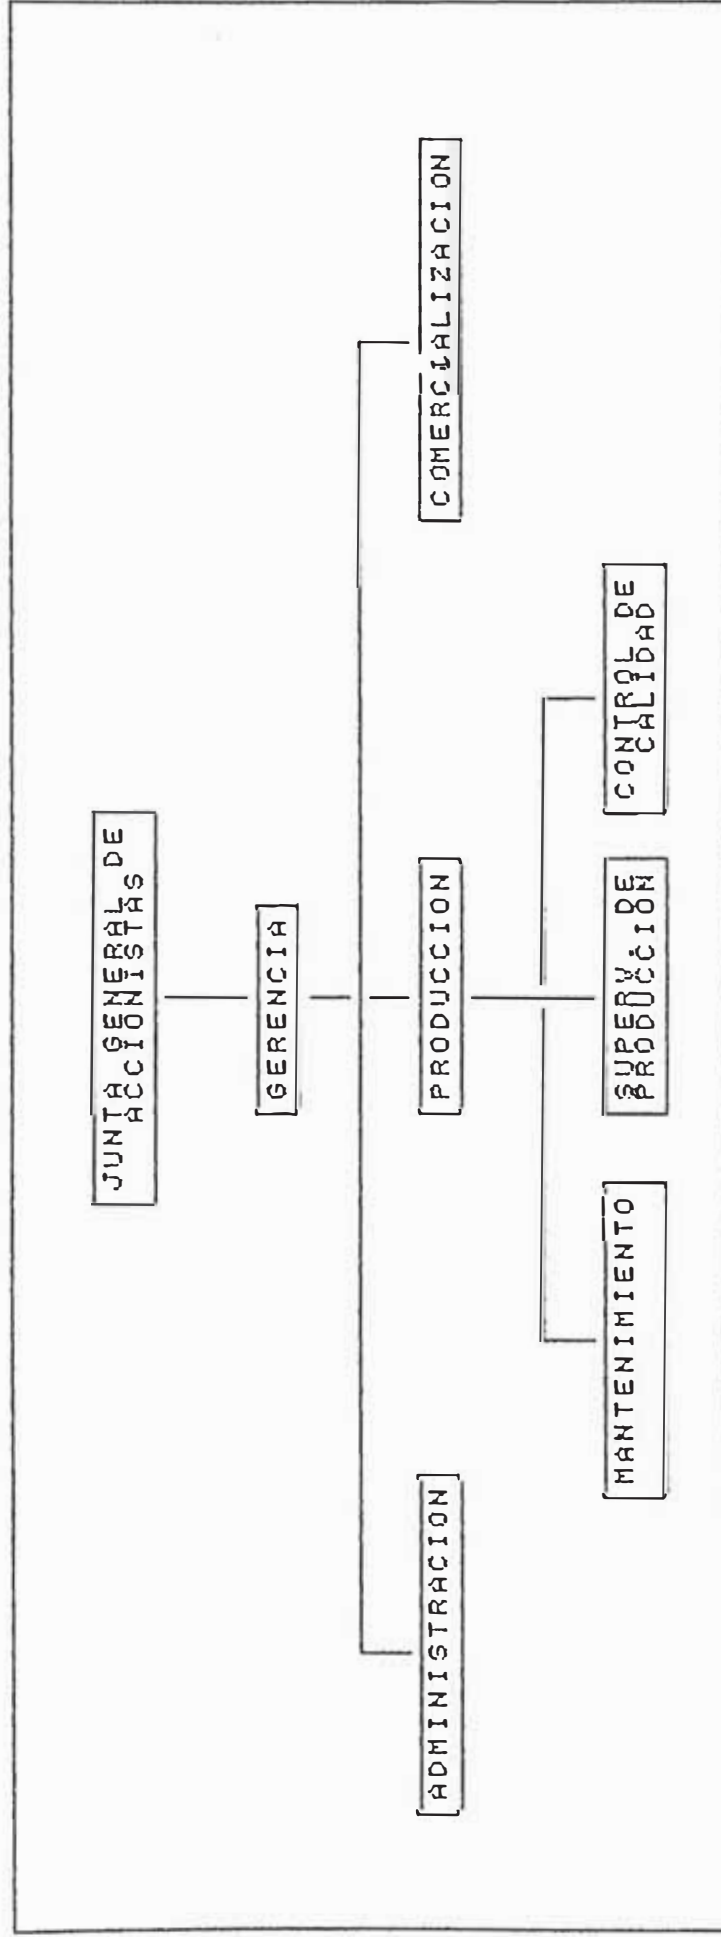 JUNTA GENERAL DE
ACCIONISTAS
GERENCIA
ADMINISTRACION
PRODUCCION
COMERCIALIZACION
MANTENIMIENTO
SUPERV. DE
PRODUCCION
CONTROL DE
CALIDAD